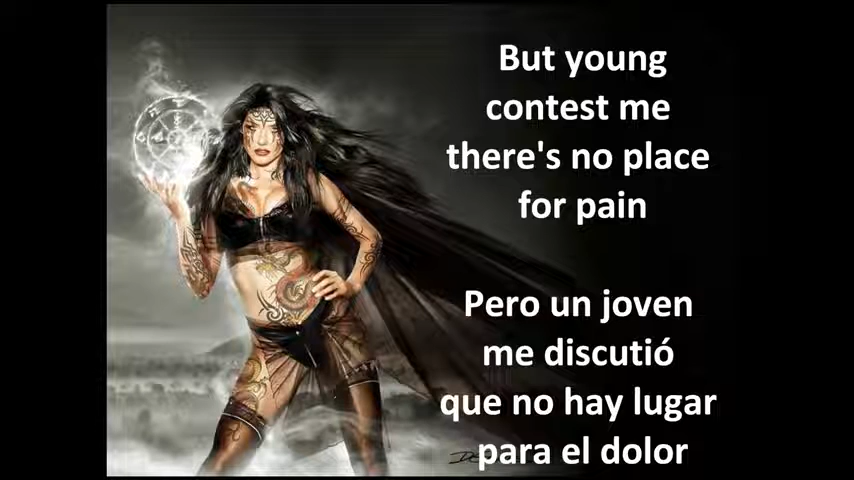 But young
contest me
there's no place
for pain
Pero un joven
me discutió
que no hay lugar
para el dolor